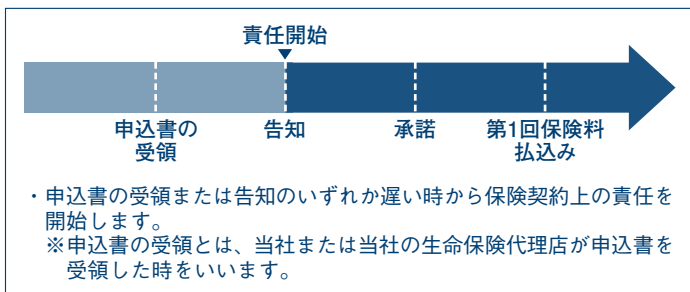 責任開始
申込書の
受領
告知
承諾
第1回保険料
払込み
・申込書の受領または告知のいずれか遅い時から保険契約上の責任を
開始します。
※申込書の受領とは、当社または当社の生命保険代理店が申込書を
受領した時をいいます。